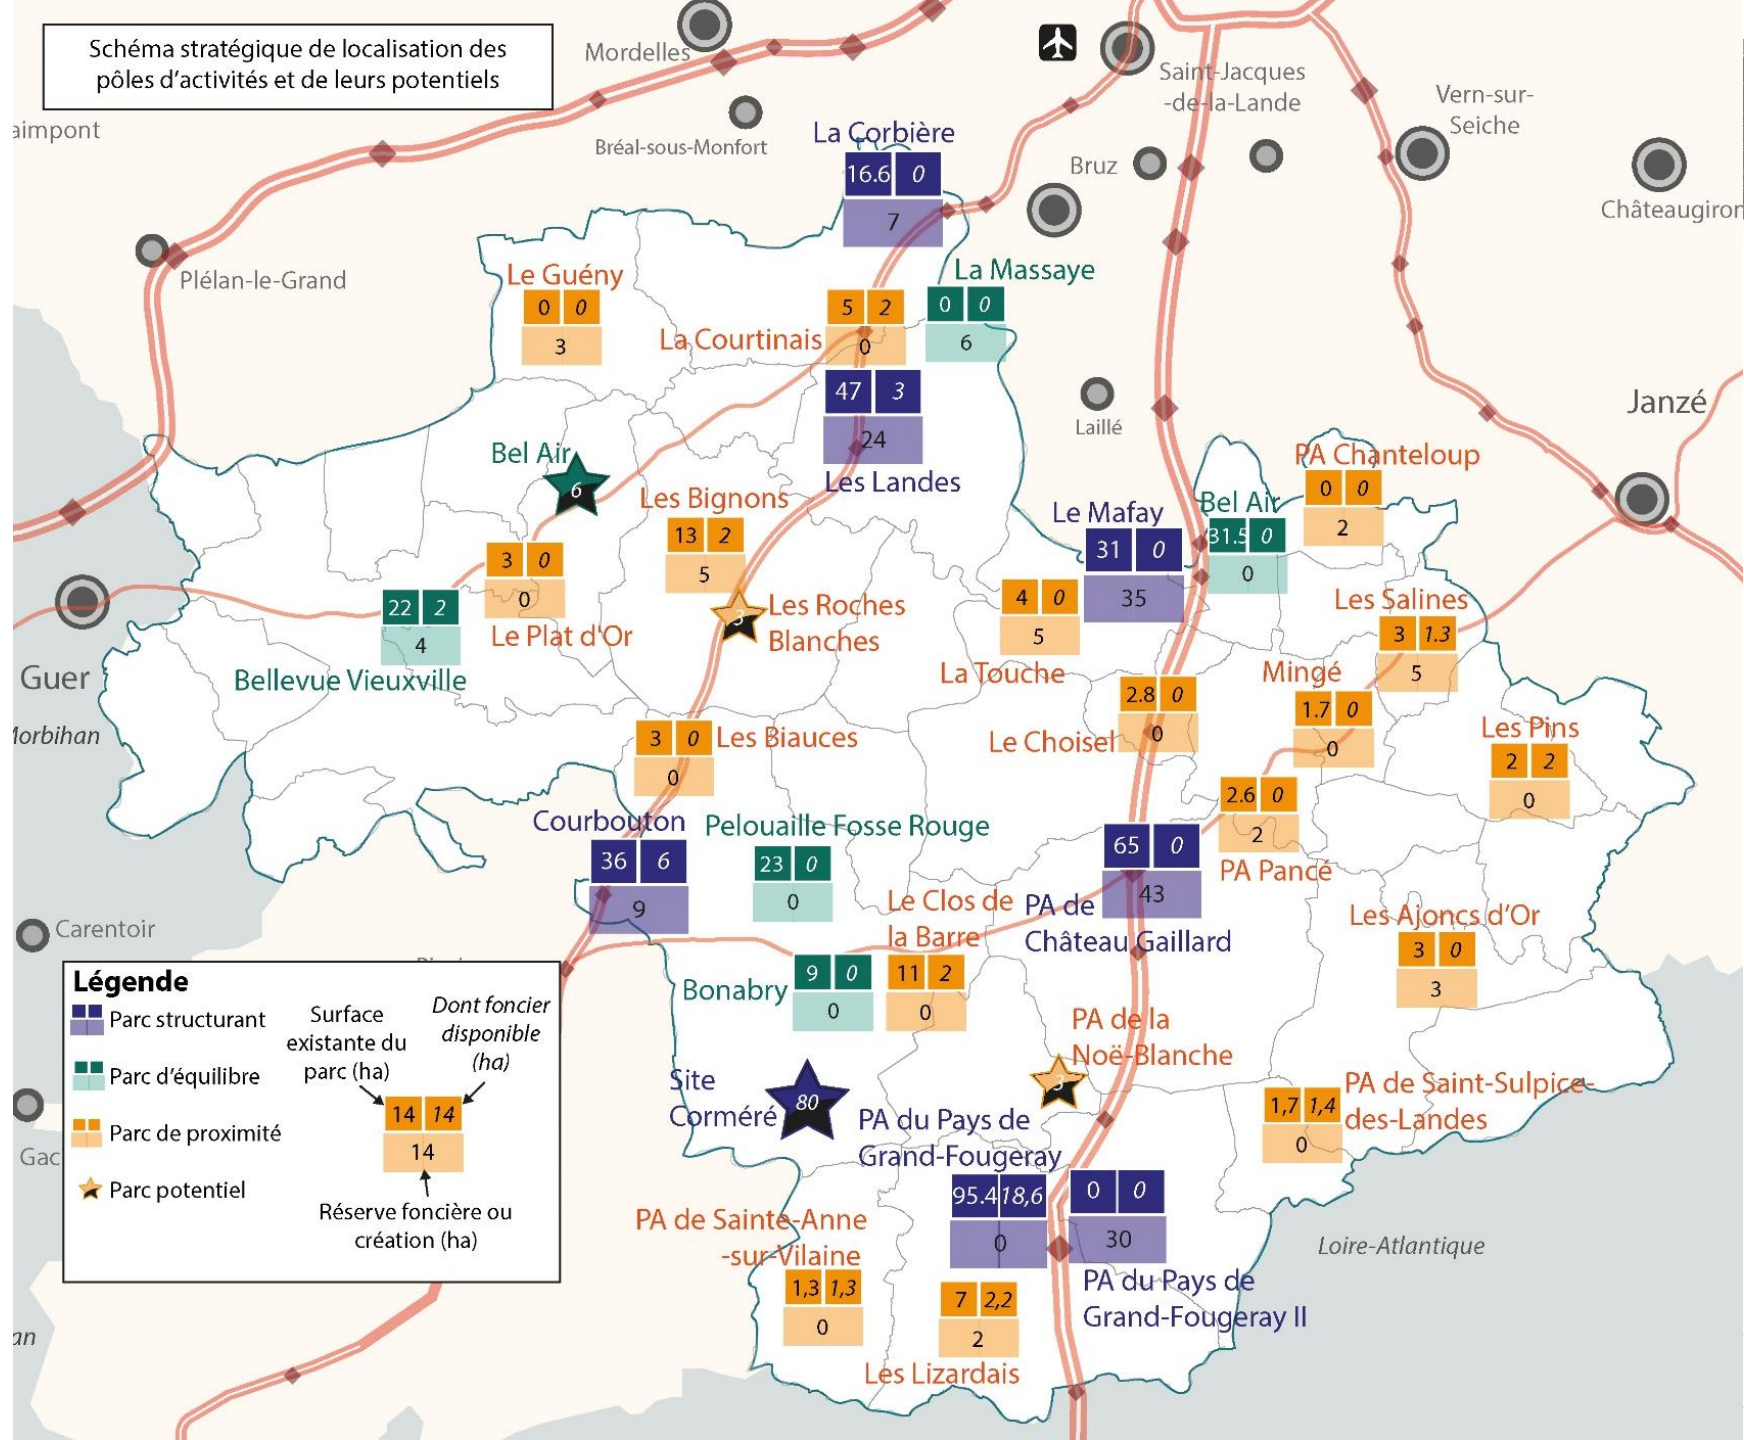 Schéma stratégique de localisation des
pôles d'activités et de leurs potentiels
Mordelles
Saint-Jacques
-de-la-Lande
Vern-sur-
Seiche
aimpont
Bréal-sous-Monfort
La Corbière
16.6 0
7
Bruz
Châteaugiron
Plélan-le-Grand
Le Guény
0 0
3
La Massaye
0 0
6
La Courtinais
5 2
0
47 3
24
Les Landes
Laillé
Janzé
Bel Air
6
Les Bignons
13 2
5
PA Chanteloup
0 0
2
Le Mafay
31 0
35
Bel Air
31.5 0
0
3 0
0
Le Plat d'Or
22 2
4
Bellevue Vieuxville
3
Les Roches
Blanches
4 0
5
La Touche
Les Salines
3 1.3
5
Guer
Morbihan
2.8 0
0
Le Choisel
Mingé
1.7 0
0
Les Pins
2 2
0
3 0
0
Les Biauces
2.6 0
2
PA Pancé
Courbouton
36 6
9
Pelouaille Fosse Rouge
23 0
0
65 0
43
PA de
Château Gaillard
Le Clos de
la Barre
11 2
0
Les Ajoncs d'Or
3 0
3
Carentoir
Bonabry
9 0
0
PA de la
Noë-Blanche
3
Site
Corméré
80
PA de Saint-Sulpice-
des-Landes
1,7 1,4
0
PA du Pays de
Grand-Fougeray
95.4 18,6
0
0 0
30
PA du Pays de
Grand-Fougeray II
PA de Sainte-Anne
-sur-Vilaine
1,3 1,3
0
7 2,2
2
Les Lizardais
Loire-Atlantique
Gac
an
Légende
Parc structurant
Parc d'équilibre
Parc de proximité
Parc potentiel
Surface
existante du
parc (ha)
Dont foncier
disponible
(ha)
14 14
14
Réserve foncière ou
création (ha)